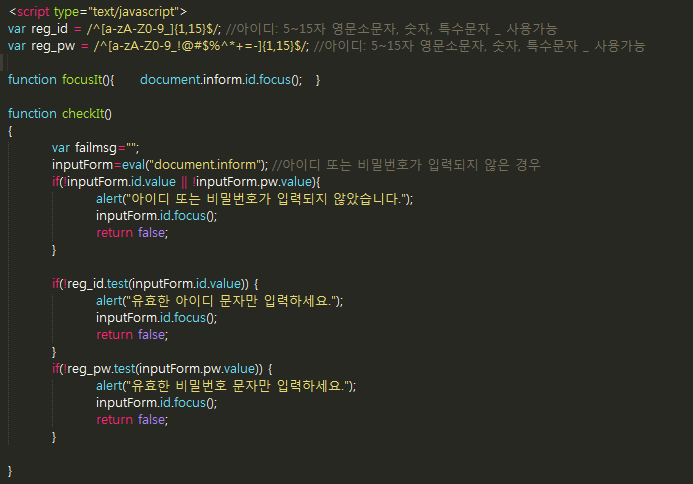 <script type="text/javascript">
var reg_id = /^[a-zA-Z0-9_]{1,15}$/; //아이디: 5~15자 영문소문자, 숫자, 특수문자 _ 사용가능
var reg_pw = /^[a-zA-Z0-9_!@#$%^*+=-]{1,15}$/; //아이디: 5~15자 영문소문자, 숫자, 특수문자 _ 사용가능
function focusIt(){ document.inform.id.focus(); }
function checkIt()
{
var failmsg="";
inputForm=eval("document.inform"); //아이디 또는 비밀번호가 입력되지 않은 경우
if(!inputForm.id.value || !inputForm.pw.value){
alert("아이디 또는 비밀번호가 입력되지 않았습니다.");
inputForm.id.focus();
return false;
}
if(!reg_id.test(inputForm.id.value)) {
alert("유효한 아이디 문자만 입력하세요.");
inputForm.id.focus();
return false;
}
if(!reg_pw.test(inputForm.pw.value)) {
alert("유효한 비밀번호 문자만 입력하세요.");
inputForm.id.focus();
return false;
}
}